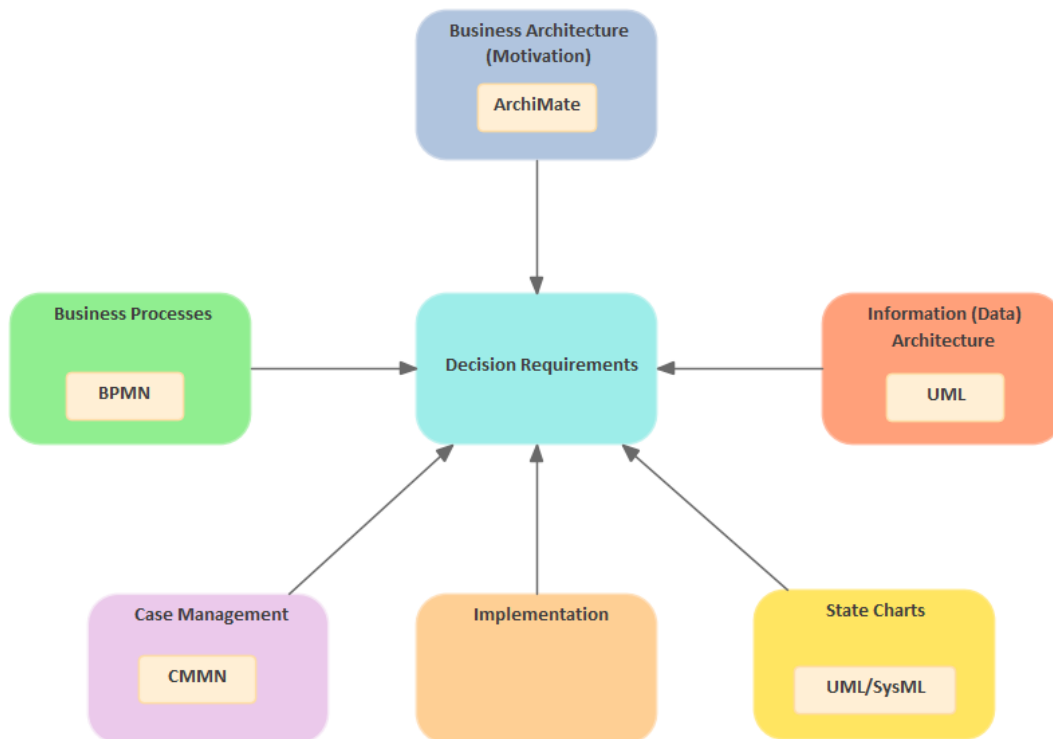 Business Architecture
(Motivation)
ArchiMate
Business Processes
BPMN
Decision Requirements
Information (Data)
Architecture
UML
Case Management
CMMN
Implementation
State Charts
UML/SysML